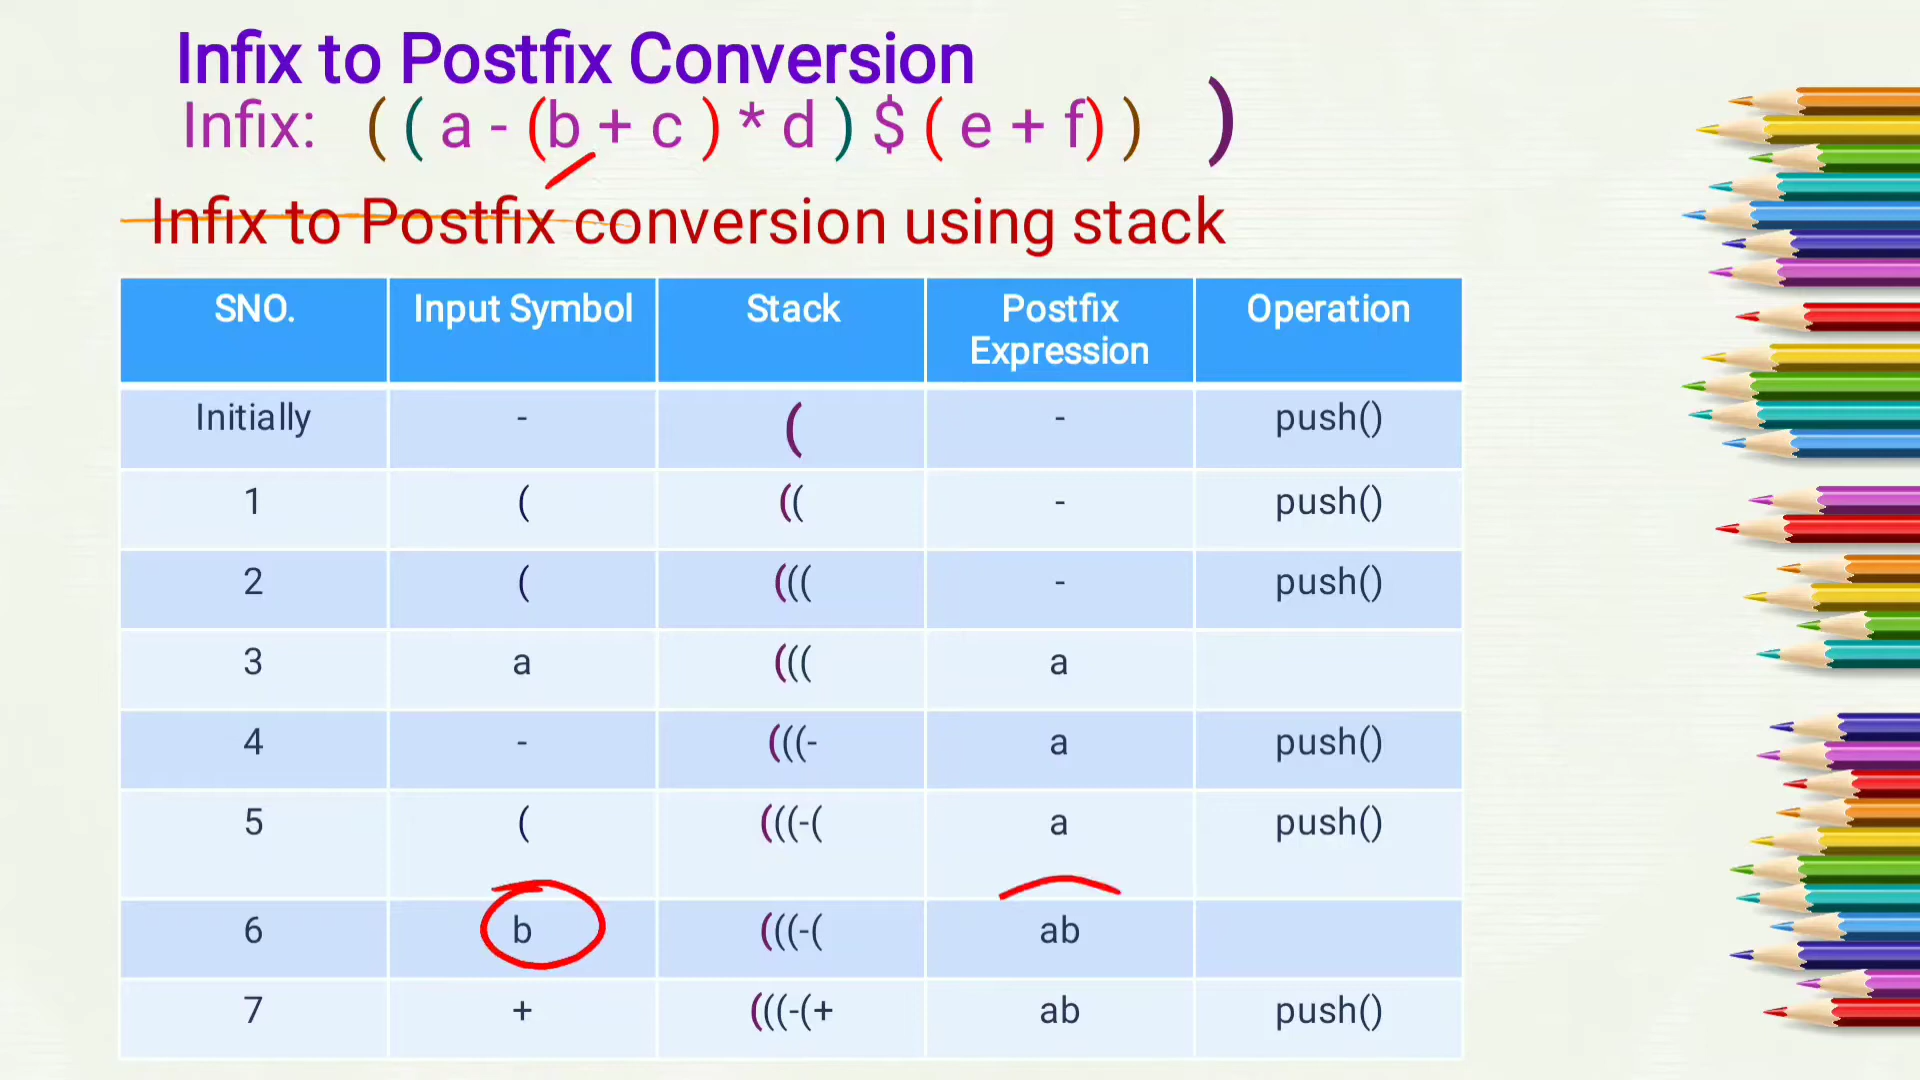 Infix to Postfix Conversion
Infix: ( ( a - (b + c ) * d ) $ ( e + f) ) )
Infix to Postfix conversion using stack
SNO. Input Symbol Stack Postfix Expression Operation
Initially - ( - push()
1 ( (( - push()
2 ( ((( - push()
3 a ((( a
4 - (((- a push()
5 ( (((-( a push()
6 b (((-( ab
7 + (((-(+ ab push()